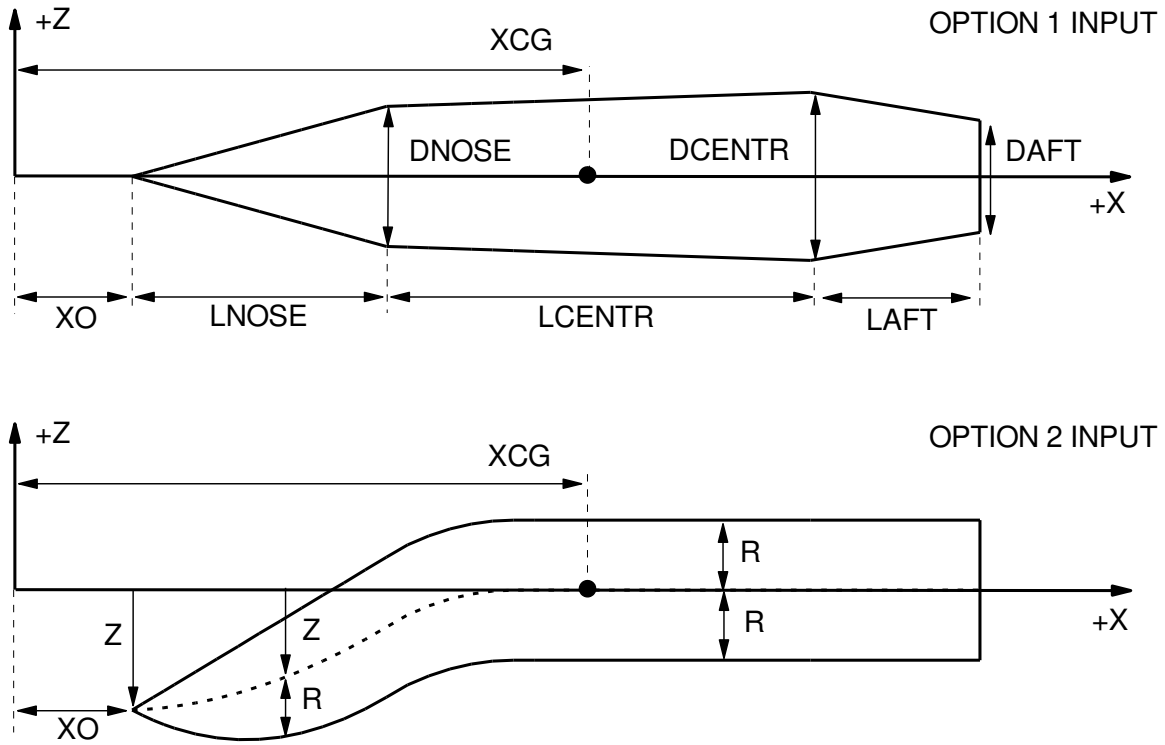 +Z
OPTION 1 INPUT
XCG
DNOSE
DCENTR
DAFT
+X
XO
LNOSE
LCENTR
LAFT
+Z
OPTION 2 INPUT
XCG
R
R
+X
Z
Z
R
XO